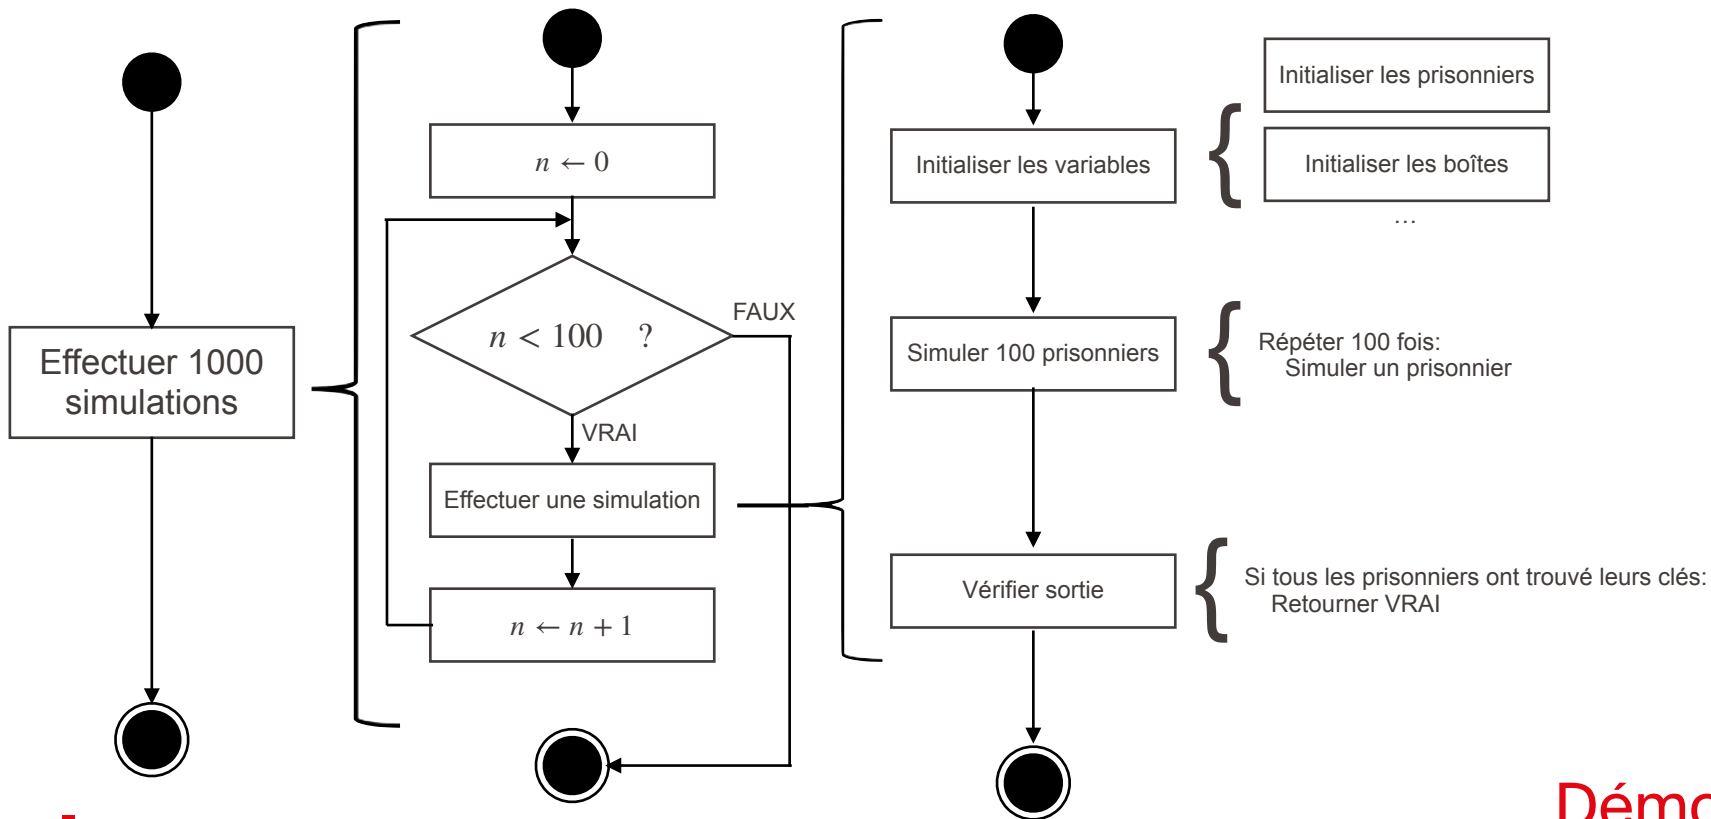 Effectuer 1000
simulations
n ← 0
n < 100 ?
FAUX
VRAI
Effectuer une simulation
n ← n + 1
Initialiser les variables
Simuler 100 prisonniers
Vérifier sortie
Initialiser les prisonniers
Initialiser les boîtes
…
Répéter 100 fois:
Simuler un prisonnier
Si tous les prisonniers ont trouvé leurs clés:
Retourner VRAI